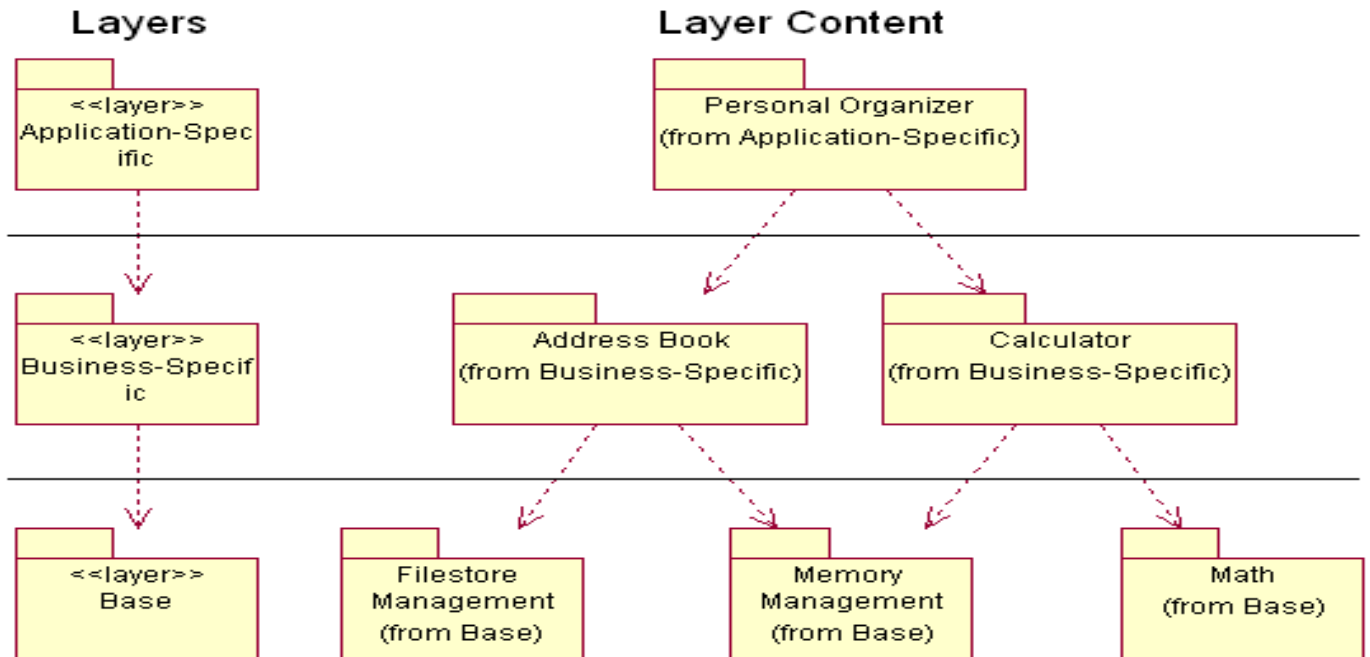 Layers
Layer Content
<<layer>>
Application-Spec
ific
Personal Organizer
(from Application-Specific)
<<layer>>
Business-Specif
ic
Address Book
(from Business-Specific)
Calculator
(from Business-Specific)
<<layer>>
Base
Filestore
Management
(from Base)
Memory
Management
(from Base)
Math
(from Base)